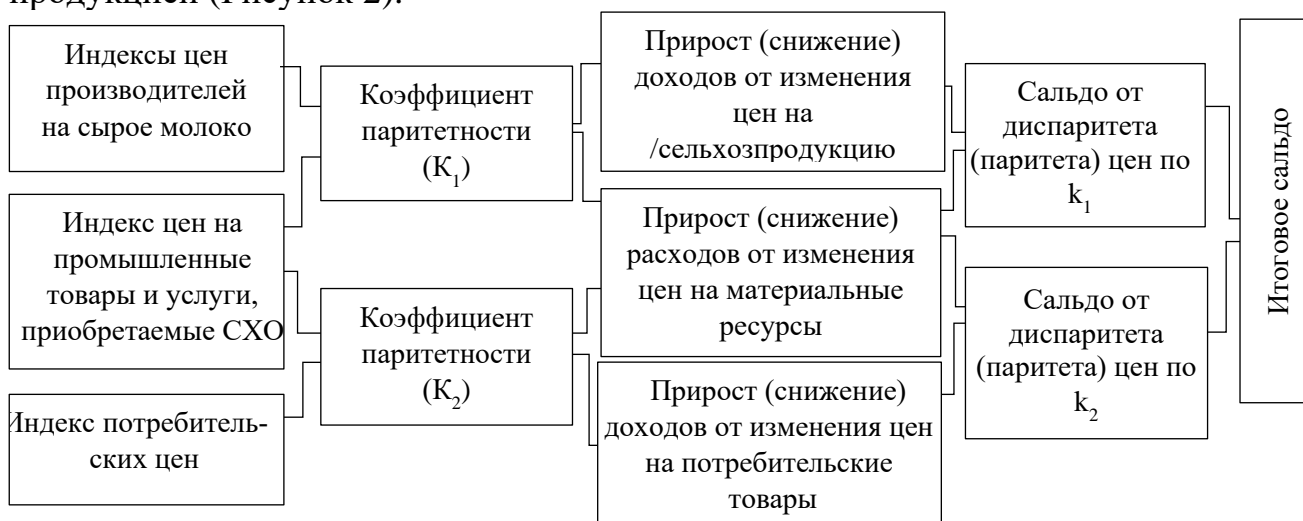 продукцией (Рисунок 2).
Индексы цен
производителей
на сырое молоко
Индекс цен на
промышленные
товары и услуги,
приобретаемые СХО
Индекс потребитель-
ских цен
Коэффициент
паритетности
(К1)
Коэффициент
паритетности
(К2)
Прирост (снижение)
доходов от изменения
цен на
/сельхозпродукцию
Прирост (снижение)
расходов от изменения
цен на материальные
ресурсы
Прирост (снижение)
доходов от изменения цен
на потребительские
товары
Сальдо от
диспаритета
(паритета) цен по
k1
Сальдо от
диспаритета
(паритета) цен по
k2
Итоговое сальдо